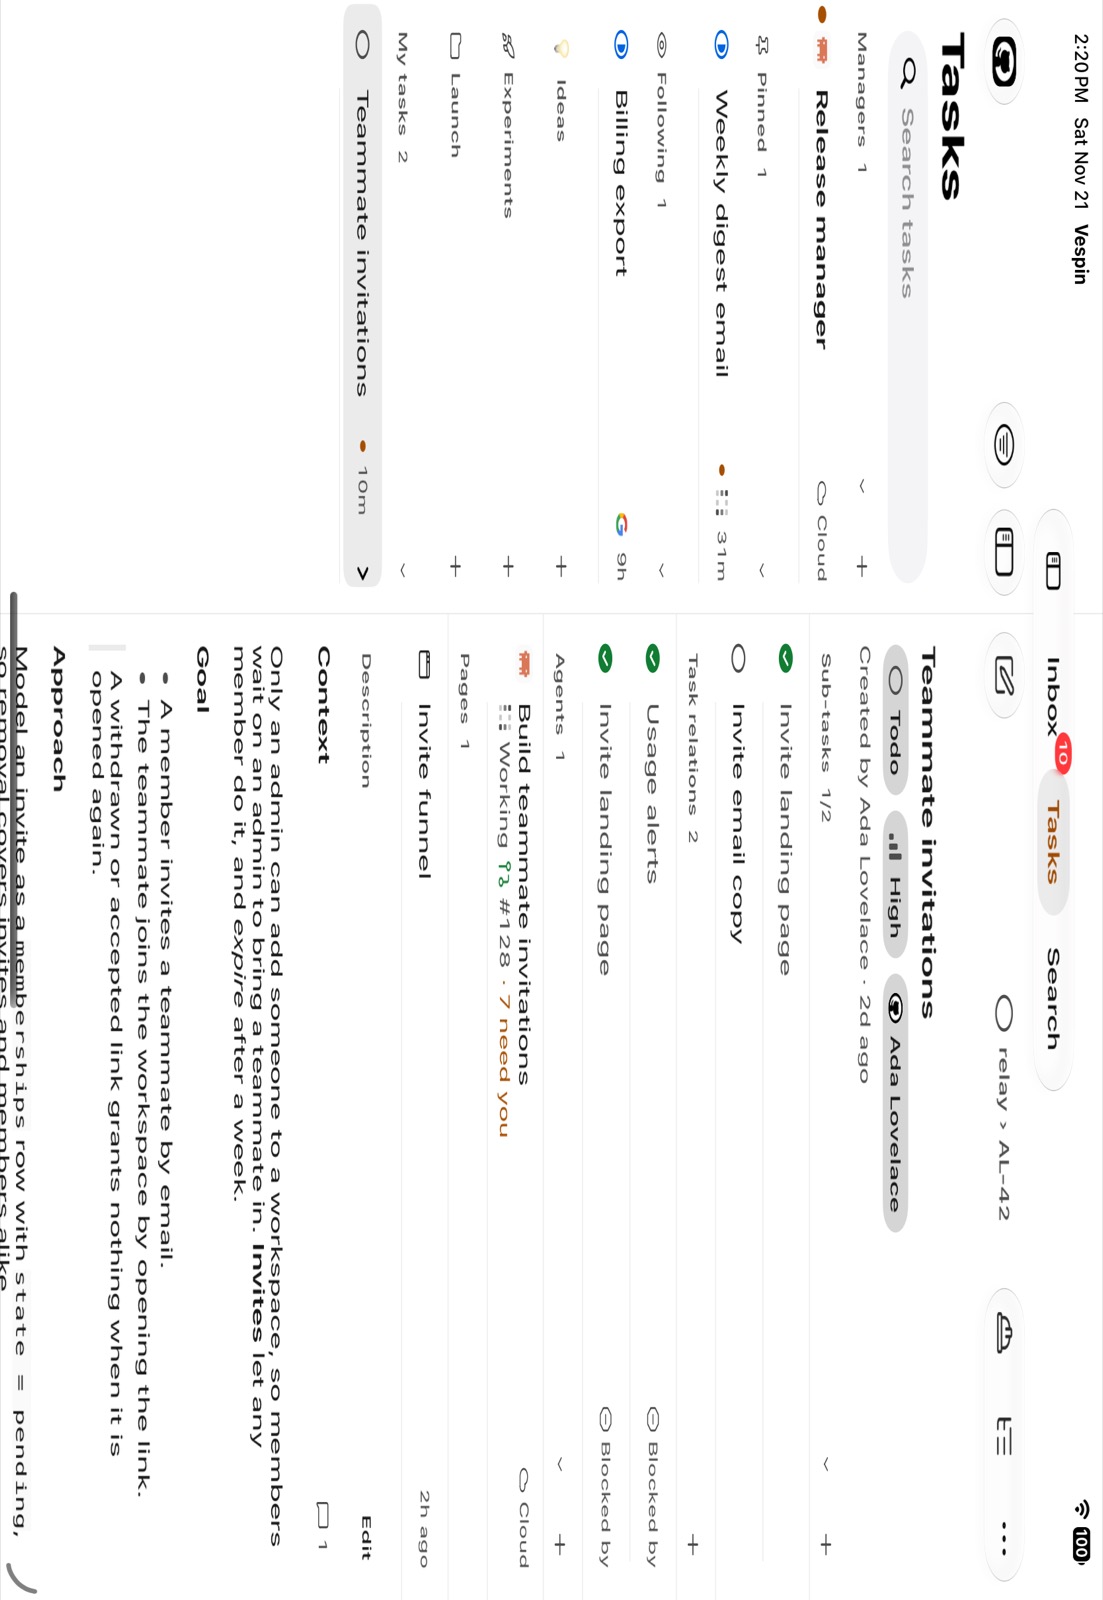 2:20 PM Sat Nov 21 Vespin
100
Inbox 10 Tasks Search
relay › AL-42
Tasks
Search tasks
Managers 1
Release manager Cloud
Pinned 1
Weekly digest email 31m
Following 1
Billing export 9h
Ideas
Experiments
Launch
My tasks 2
Teammate invitations 10m
Teammate invitations
Todo High Ada Lovelace
Created by Ada Lovelace · 2d ago
Sub-tasks 1/2
Invite landing page
Invite email copy
Task relations 2
Usage alerts Blocked by
Invite landing page Blocked by
Agents 1
Build teammate invitations Cloud
Working #128 · 7 need you
Pages 1
Invite funnel 2h ago
Description Edit
Context 1
Only an admin can add someone to a workspace, so members
wait on an admin to bring a teammate in. Invites let any
member do it, and expire after a week.
Goal
• A member invites a teammate by email.
• The teammate joins the workspace by opening the link.
A withdrawn or accepted link grants nothing when it is
opened again.
Approach
Model an invite as a memberships row with state = pending,
so removal covers invites and members alike.